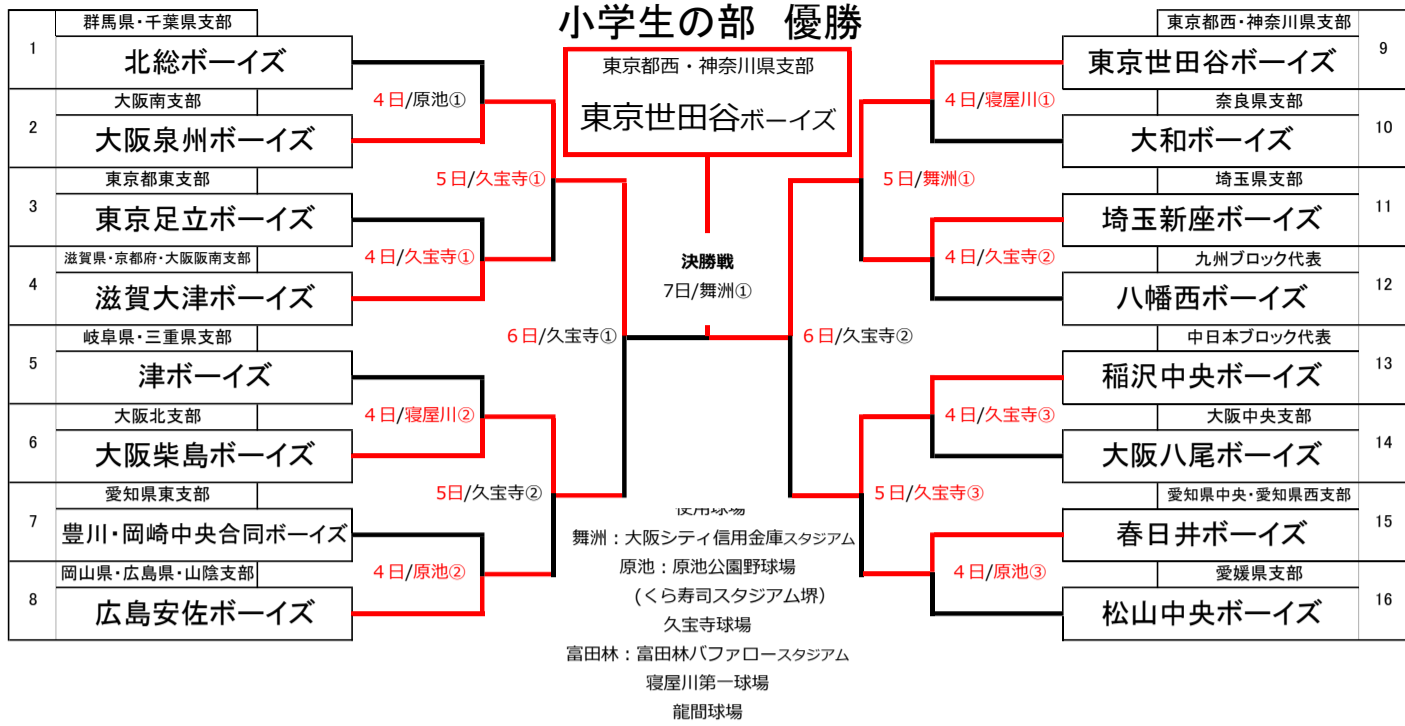 小学生の部 優勝
東京都西・神奈川県支部
東京世田谷ボーイズ
群馬県・千葉県支部
1
北総ボーイズ
大阪南支部
2
大阪泉州ボーイズ
東京都東支部
3
東京足立ボーイズ
滋賀県・京都府・大阪阪南支部
4
滋賀大津ボーイズ
岐阜県・三重県支部
5
津ボーイズ
大阪北支部
6
大阪柴島ボーイズ
愛知県東支部
7
豊川・岡崎中央合同ボーイズ
岡山県・広島県・山陰支部
8
広島安佐ボーイズ
4日/原池①
4日/久宝寺①
4日/寝屋川②
4日/原池②
5日/久宝寺①
5日/久宝寺②
6日/久宝寺①
決勝戦
7日/舞洲①
6日/久宝寺②
5日/舞洲①
5日/久宝寺③
4日/寝屋川①
4日/久宝寺②
4日/久宝寺③
4日/原池③
東京都西・神奈川県支部
9
東京世田谷ボーイズ
奈良県支部
10
大和ボーイズ
埼玉県支部
11
埼玉新座ボーイズ
九州ブロック代表
12
八幡西ボーイズ
中日本ブロック代表
13
稲沢中央ボーイズ
大阪中央支部
14
大阪八尾ボーイズ
愛知県中央・愛知県西支部
15
春日井ボーイズ
愛媛県支部
16
松山中央ボーイズ
使用球場
舞洲：大阪シティ信用金庫スタジアム
原池：原池公園野球場
(くら寿司スタジアム堺)
久宝寺球場
富田林：富田林バファロースタジアム
寝屋川第一球場
龍間球場